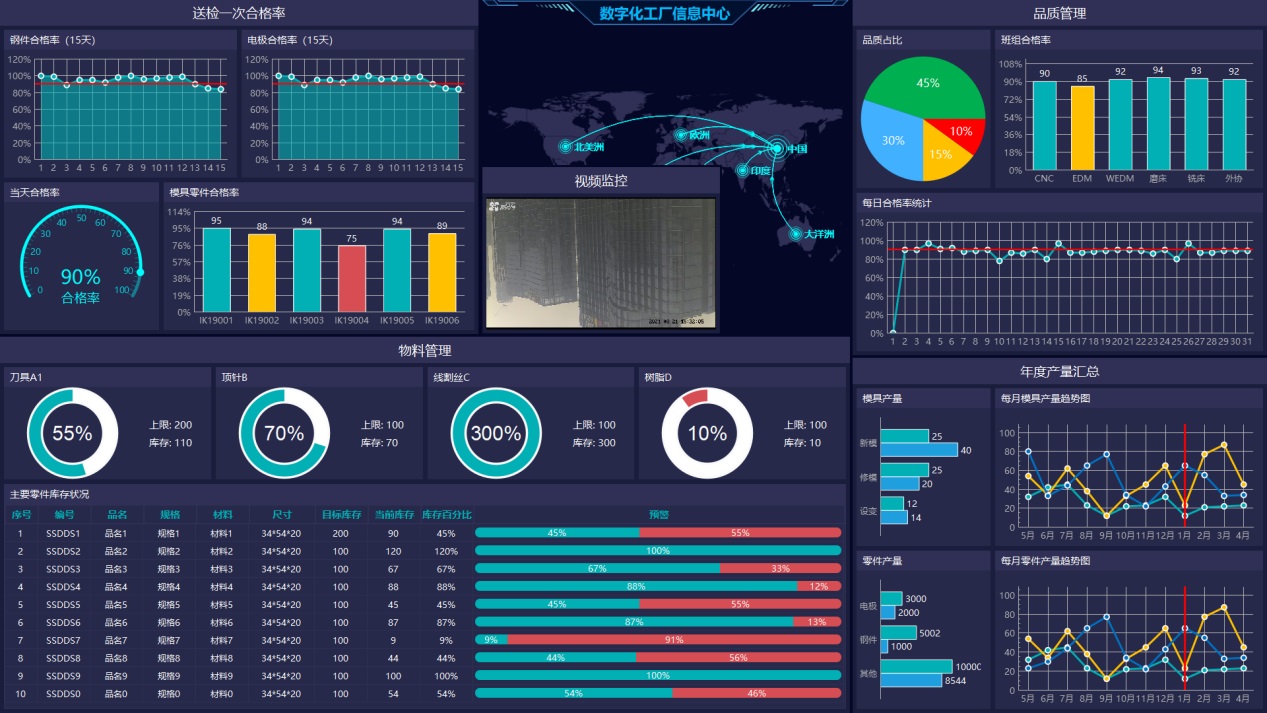 送检一次合格率
钢件合格率（15天）
120%
100%
80%
60%
40%
20%
0%
1 2 3 4 5 6 7 8 9 10 11 12 13 14 15
电极合格率（15天）
120%
100%
80%
60%
40%
20%
0%
1 2 3 4 5 6 7 8 9 10 11 12 13 14 15
当天合格率
0 10 20 30 40 50 60 70 80 90 100
90%
合格率
模具零件合格率
114%
95%
76%
57%
38%
19%
0%
95 88 94 75 94 89
IK19001 IK19002 IK19003 IK19004 IK19005 IK19006
数字化工厂信息中心
北美洲
欧洲
中国
印度
大洋洲
视频监控
品质管理
品质占比
45%
10%
15%
30%
班组合格率
108%
90%
72%
54%
36%
18%
0%
90 85 92 94 93 92
CNC EDM WEDM 磨床 铣床 外协
每日合格率统计
120%
100%
80%
60%
40%
20%
0%
1 2 3 4 5 6 7 8 9 10 11 12 13 14 15 16 17 18 19 20 21 22 23 24 25 26 27 28 29 30 31
物料管理
刀具A1
55%
上限: 200
库存: 110
顶针B
70%
上限: 100
库存: 70
线割丝C
300%
上限: 100
库存: 300
树脂D
10%
上限: 100
库存: 10
主要零件库存状况
序号 编号 品名 规格 材料 尺寸 目标库存 当前库存 库存百分比 预警
1 SSDDS1 品名1 规格1 材料1 34*54*20 200 90 45% 45% 55%
2 SSDDS2 品名2 规格2 材料2 34*54*20 100 120 120% 100%
3 SSDDS3 品名3 规格3 材料3 34*54*20 100 67 67% 67% 33%
4 SSDDS4 品名4 规格4 材料4 34*54*20 100 88 88% 88% 12%
5 SSDDS5 品名5 规格5 材料5 34*54*20 100 45 45% 45% 55%
6 SSDDS6 品名6 规格6 材料6 34*54*20 100 87 87% 87% 13%
7 SSDDS7 品名7 规格7 材料7 34*54*20 100 9 9% 9% 91%
8 SSDDS8 品名8 规格8 材料8 34*54*20 100 44 44% 44% 56%
9 SSDDS9 品名9 规格9 材料9 34*54*20 100 100 100% 100%
10 SSDDS0 品名0 规格0 材料0 34*54*20 100 54 54% 54% 46%
年度产量汇总
模具产量
新模 25
40
修模 25
20
设变 12
14
每月模具产量趋势图
100
80
60
40
20
0
5月 6月 7月 8月 9月 10月 11月 12月 1月 2月 3月 4月
零件产量
电极 3000
2000
钢件 5002
1000
其他 1000
8544
每月零件产量趋势图
100
80
60
40
20
0
5月 6月 7月 8月 9月 10月 11月 12月 1月 2月 3月 4月